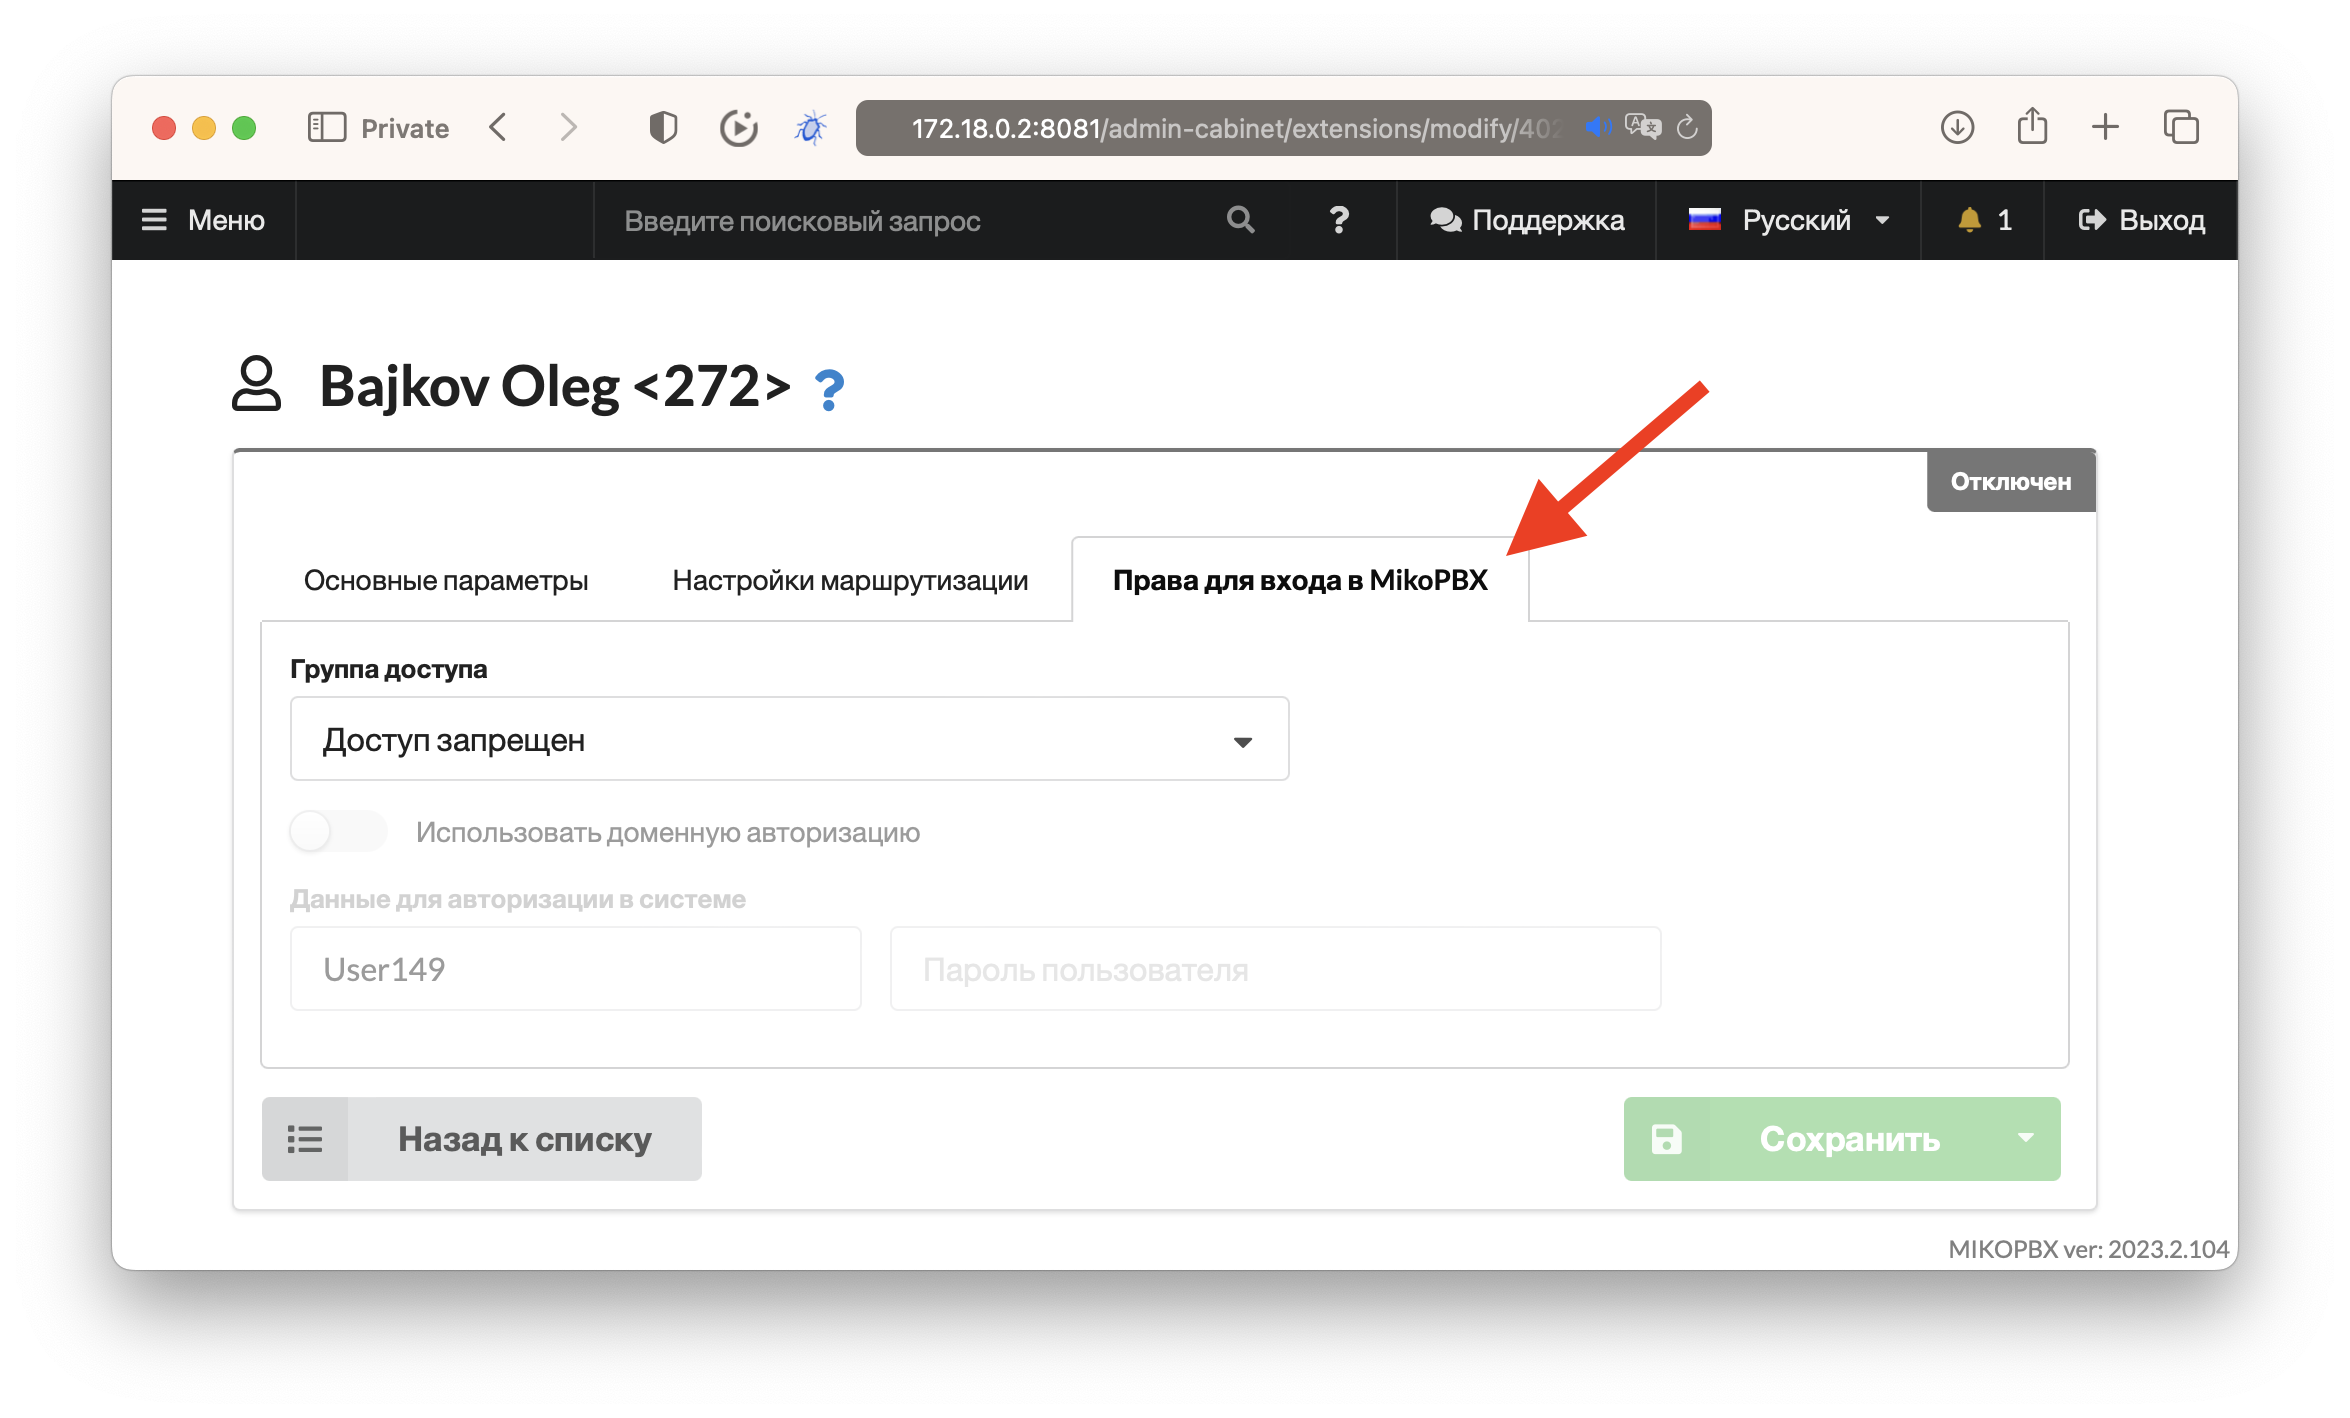 Private
172.18.0.2:8081/admin-cabinet/extensions/modify/402
Меню
Введите поисковый запрос
?
Поддержка
Русский
1
Выход
Bajkov Oleg <272> ?
Отключен
Основные параметры
Настройки маршрутизации
Права для входа в MikoPBX
Группа доступа
Доступ запрещен
Использовать доменную авторизацию
Данные для авторизации в системе
User149
Пароль пользователя
Назад к списку
Сохранить
MIKOPBX ver: 2023.2.104